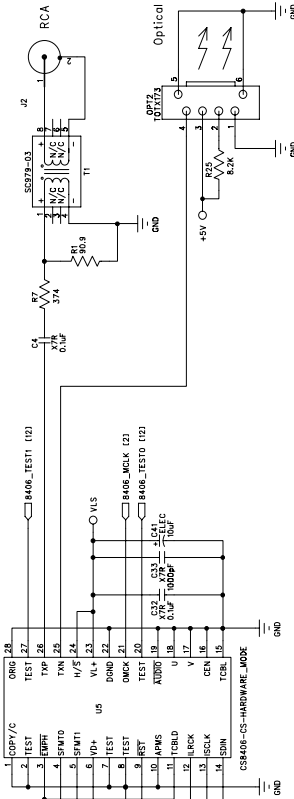 RCA
Optical
J2
1
2
OPT2
TOTX173
5
6
4
3
2
1
GND
GND
SC979-03
T1
8
7
6
5
N/C
N/C
N/C
N/C
1
2
3
4
R1
90.9
GND
R7
374
C4
X7R
0.1uF
R25
8.2K
+5V
8406_TEST1 [12]
8406_MCLK [2]
8406_TEST0 [12]
VLS
C41
ELEC
10uF
C33
X7R
1000pF
C32
X7R
0.1uF
GND
U5
CS8406-CS-HARDWARE_MODE
1 COPY/C
2 TEST
3 EMPH
4 SFMT0
5 SFMT1
6 VD+
7 TEST
8 TEST
9 RST
10 APMS
11 TCBLD
12 ILRCK
13 ISCLK
14 SDIN
ORIG 28
TEST 27
TXP 26
TXN 25
H/S 24
VL+ 23
DGND 22
OMCK 21
TEST 20
AUDIO 19
U 18
V 17
CEN 16
TCBL 15
GND